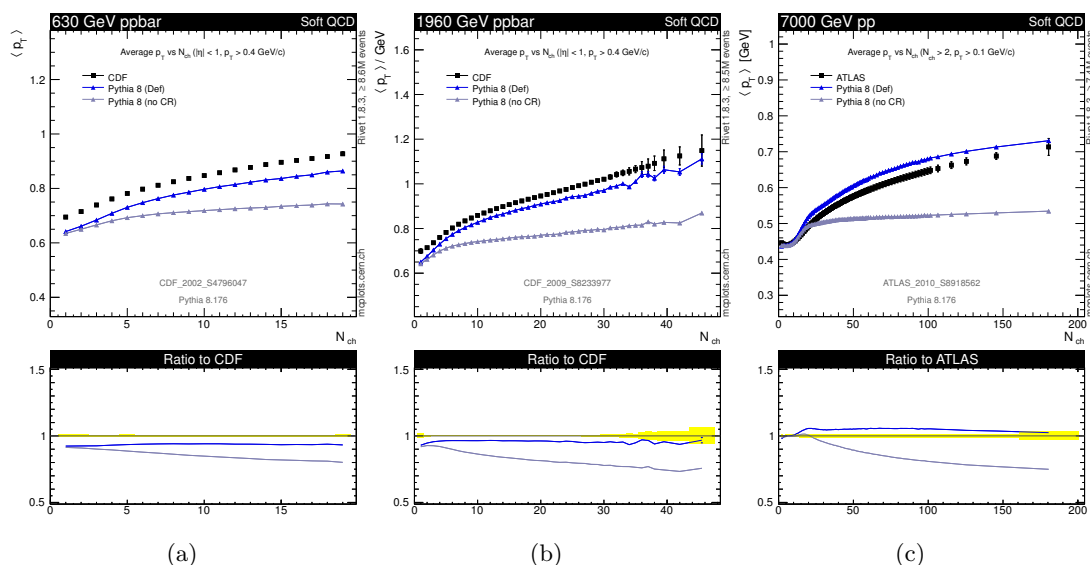 630 GeV ppbar Soft QCD
⟨ p_T ⟩
Average p_T vs N_ch (|η| < 1, p_T > 0.4 GeV/c)
CDF
Pythia 8 (Def)
Pythia 8 (no CR)
1.2
1
0.8
0.6
0.4
CDF_2002_S4796047
Pythia 8.176
0 5 10 15
N_ch
Rivet 1.8.3, ≥ 8.6M events
mcplots.cern.ch
Ratio to CDF
1.5
1
0.5
0 5 10 15
(a)
1960 GeV ppbar Soft QCD
⟨ p_T ⟩ / GeV
Average p_T vs N_ch (|η| < 1, p_T > 0.4 GeV/c)
CDF
Pythia 8 (Def)
Pythia 8 (no CR)
1.6
1.4
1.2
1
0.8
0.6
CDF_2009_S8233977
Pythia 8.176
0 10 20 30 40
N_ch
mcplots.cern.ch
Ratio to CDF
1.5
1
0.5
0 10 20 30 40
(b)
7000 GeV pp Soft QCD
⟨ p_T ⟩ [GeV]
Average p_T vs N_ch (N_ch > 2, p_T > 0.1 GeV/c)
ATLAS
Pythia 8 (Def)
Pythia 8 (no CR)
1
0.9
0.8
0.7
0.6
0.5
0.4
0.3
ATLAS_2010_S8918562
Pythia 8.176
0 50 100 150 200
N_ch
mcplots.cern.ch
Ratio to ATLAS
1.5
1
0.5
0 50 100 150 200
(c)